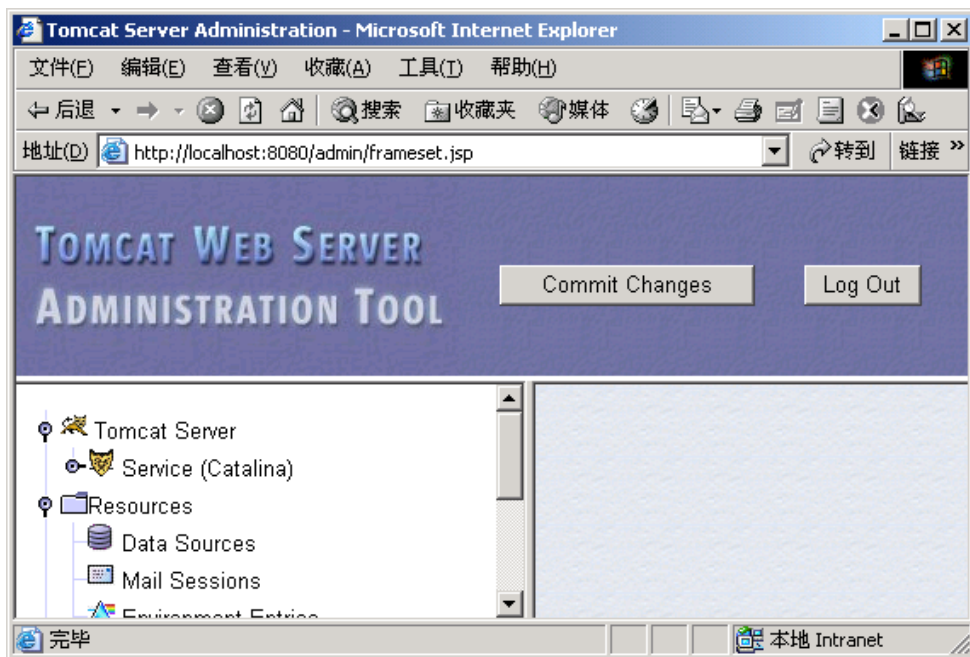 Tomcat Server Administration - Microsoft Internet Explorer
文件(F) 编辑(E) 查看(V) 收藏(A) 工具(T) 帮助(H)
后退 搜索 收藏夹 媒体
地址(D) http://localhost:8080/admin/frameset.jsp 转到 链接 »
TOMCAT WEB SERVER
ADMINISTRATION TOOL
Commit Changes Log Out
Tomcat Server
Service (Catalina)
Resources
Data Sources
Mail Sessions
Environment Entries
完毕 本地 Intranet